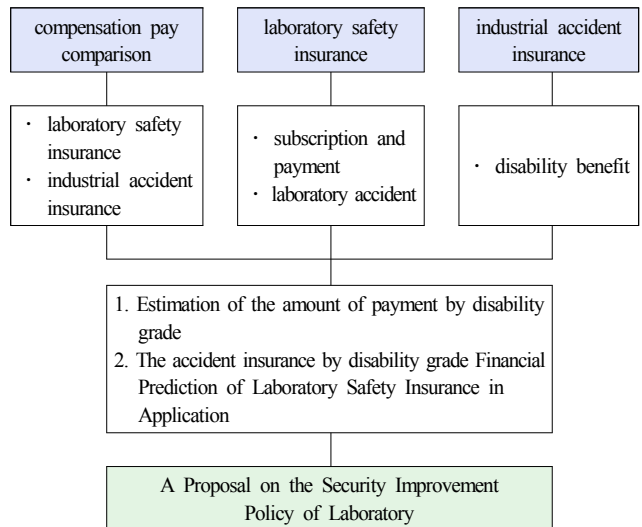 compensation pay
comparison
laboratory safety
insurance
industrial accident
insurance
· laboratory safety
insurance
· industrial accident
insurance
· subscription and
payment
· laboratory accident
· disability benefit
1. Estimation of the amount of payment by disability
grade
2. The accident insurance by disability grade Financial
Prediction of Laboratory Safety Insurance in
Application
A Proposal on the Security Improvement
Policy of Laboratory